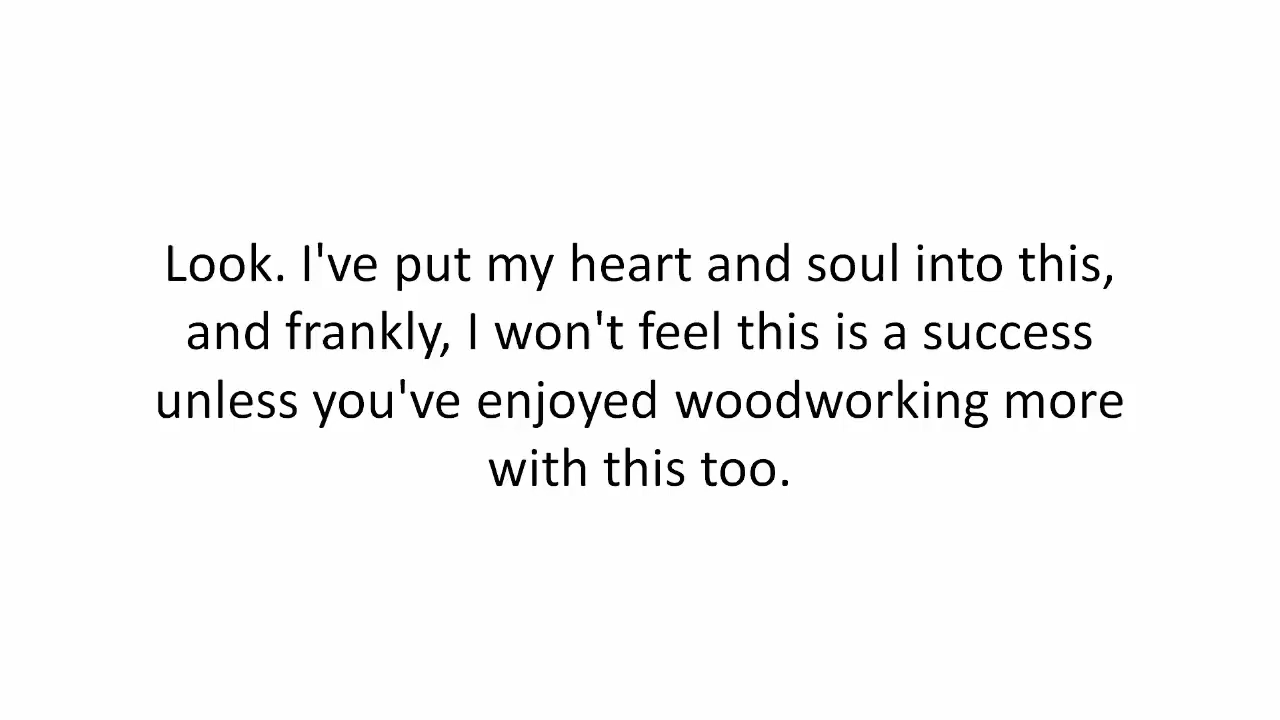 Look. I've put my heart and soul into this,
and frankly, I won't feel this is a success
unless you've enjoyed woodworking more
with this too.